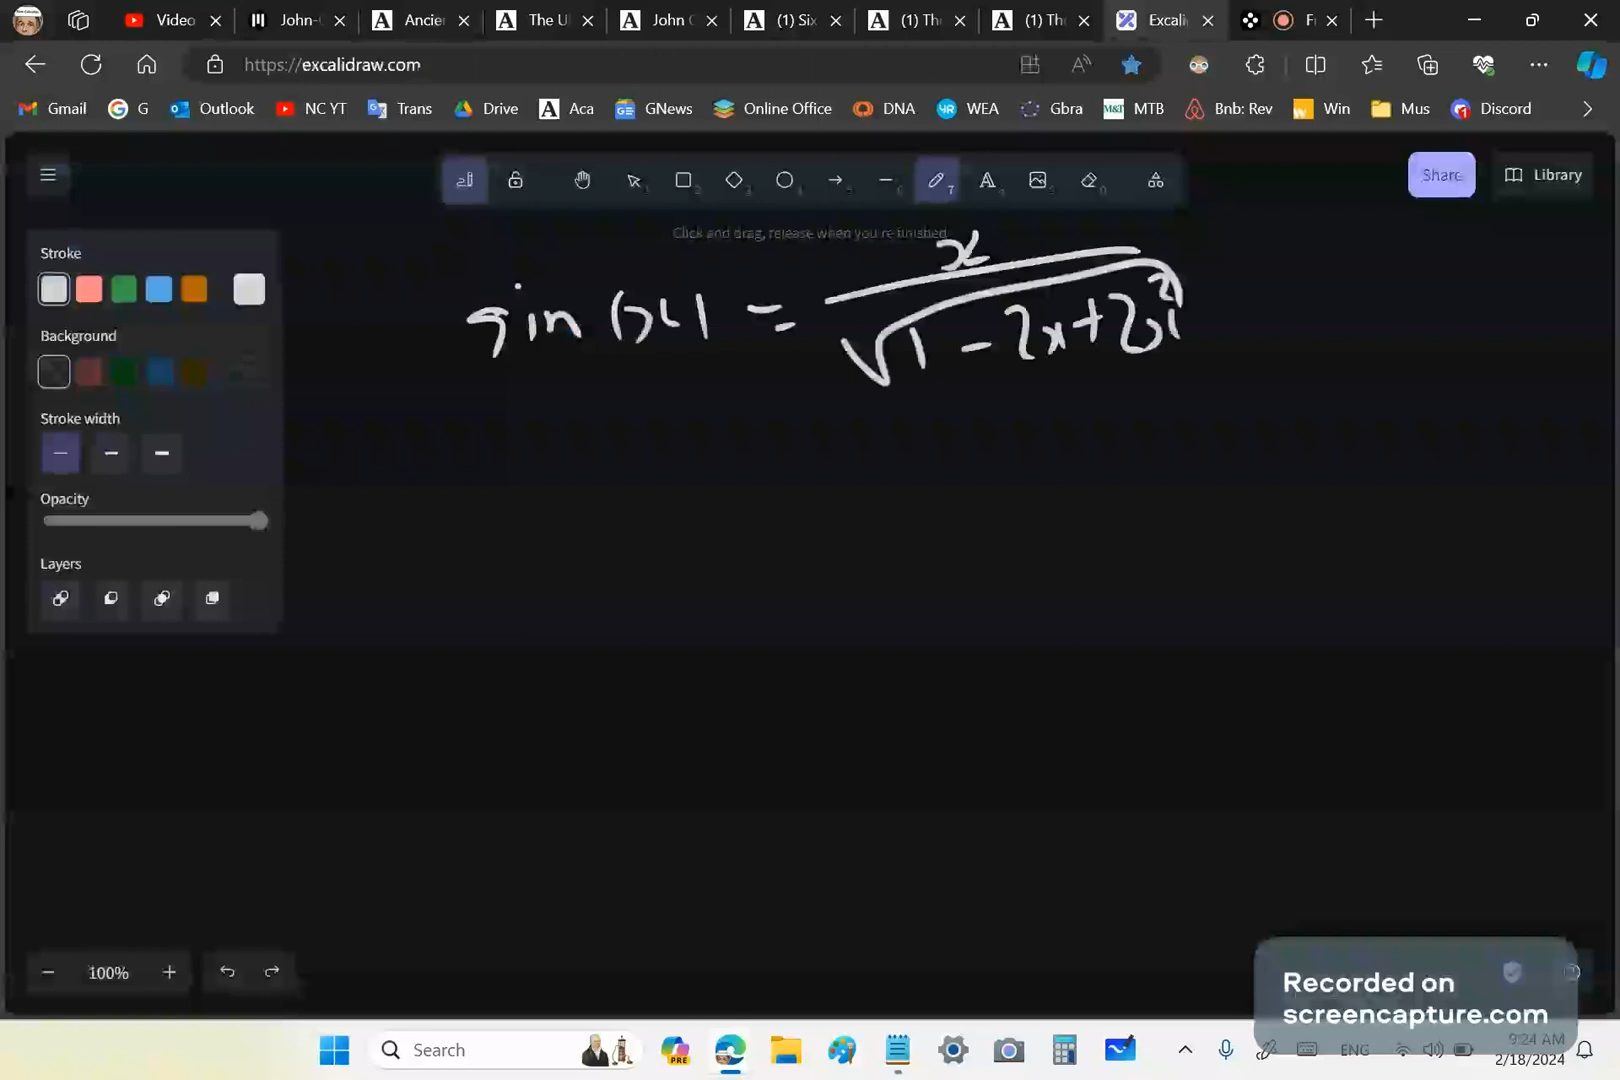 Video
John-
Ancie
The U
John
(1) Six
(1) Th
(1) Th
Excali
F
https://excalidraw.com
Gmail
G
Outlook
NC YT
Trans
Drive
Aca
GNews
Online Office
DNA
WEA
Gbra
M&T
MTB
Bnb: Rev
Win
Mus
Discord
Share
Library
Click and drag, release when you're finished
Stroke
Background
Stroke width
Opacity
Layers
sin (x) = x / √1 - 2x + 2x²
100%
Recorded on
screencapture.com
Search
PRE
ENG
9:24 AM
2/18/2024